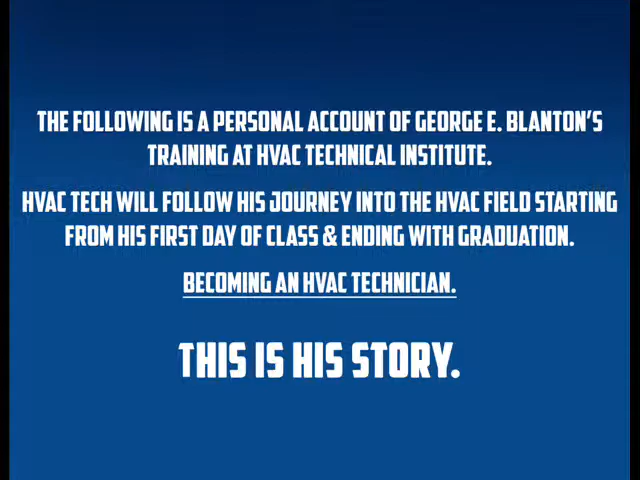 THE FOLLOWING IS A PERSONAL ACCOUNT OF GEORGE E. BLANTON'S
TRAINING AT HVAC TECHNICAL INSTITUTE.
HVAC TECH WILL FOLLOW HIS JOURNEY INTO THE HVAC FIELD STARTING
FROM HIS FIRST DAY OF CLASS & ENDING WITH GRADUATION.
BECOMING AN HVAC TECHNICIAN.
THIS IS HIS STORY.